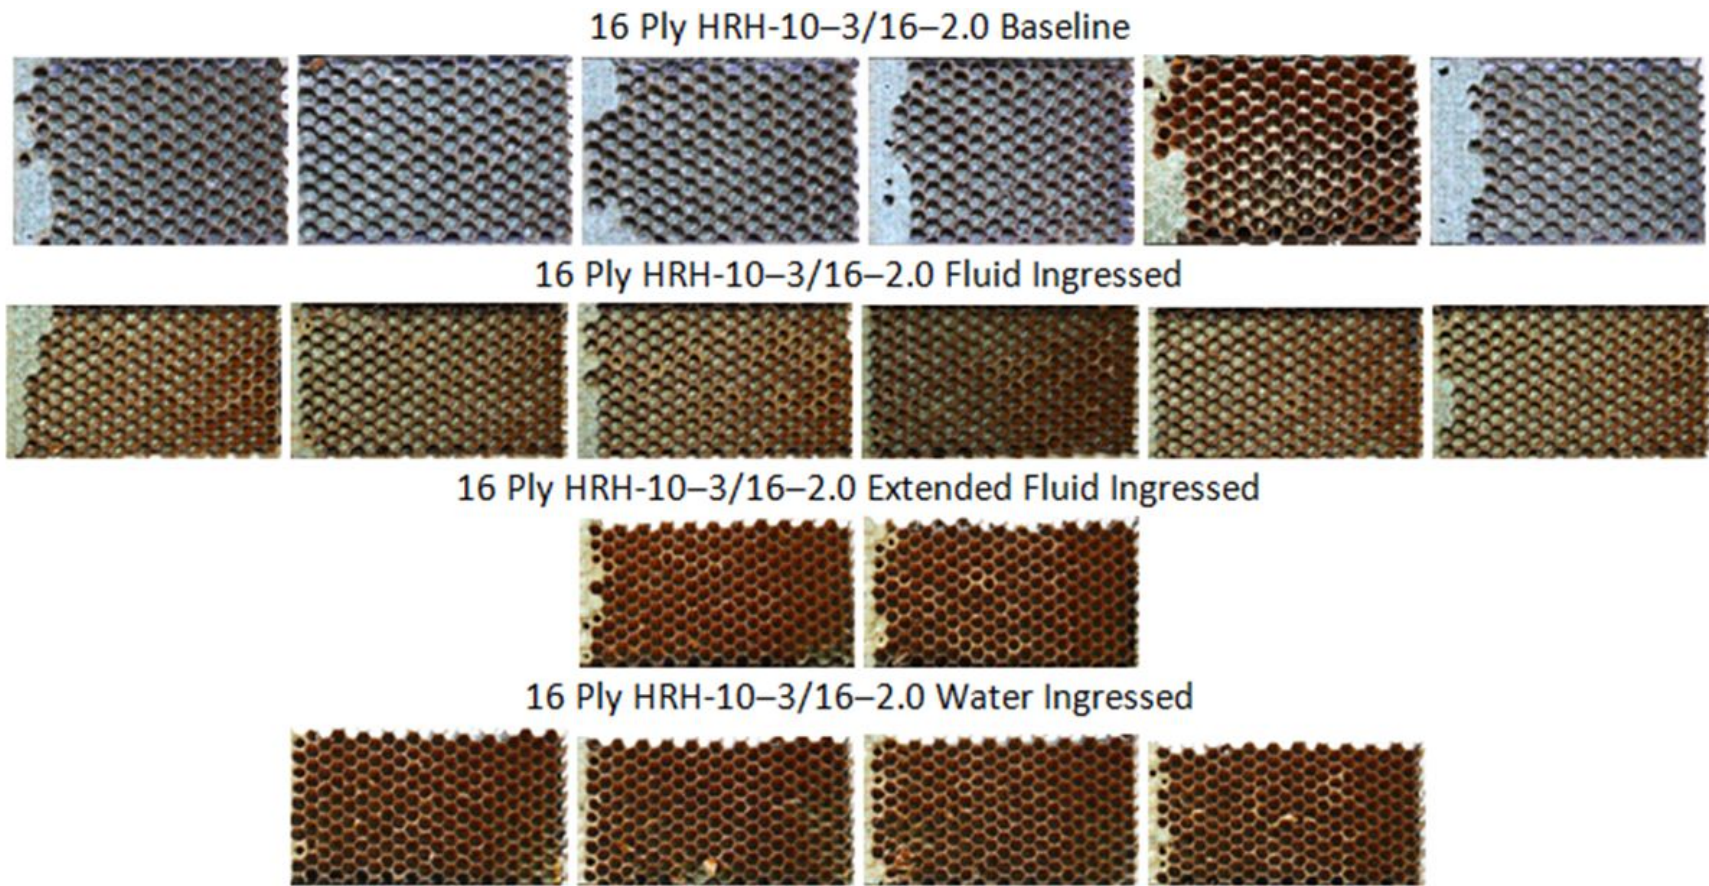 16 Ply HRH-10–3/16–2.0 Baseline
16 Ply HRH-10–3/16–2.0 Fluid Ingressed
16 Ply HRH-10–3/16–2.0 Extended Fluid Ingressed
16 Ply HRH-10–3/16–2.0 Water Ingressed